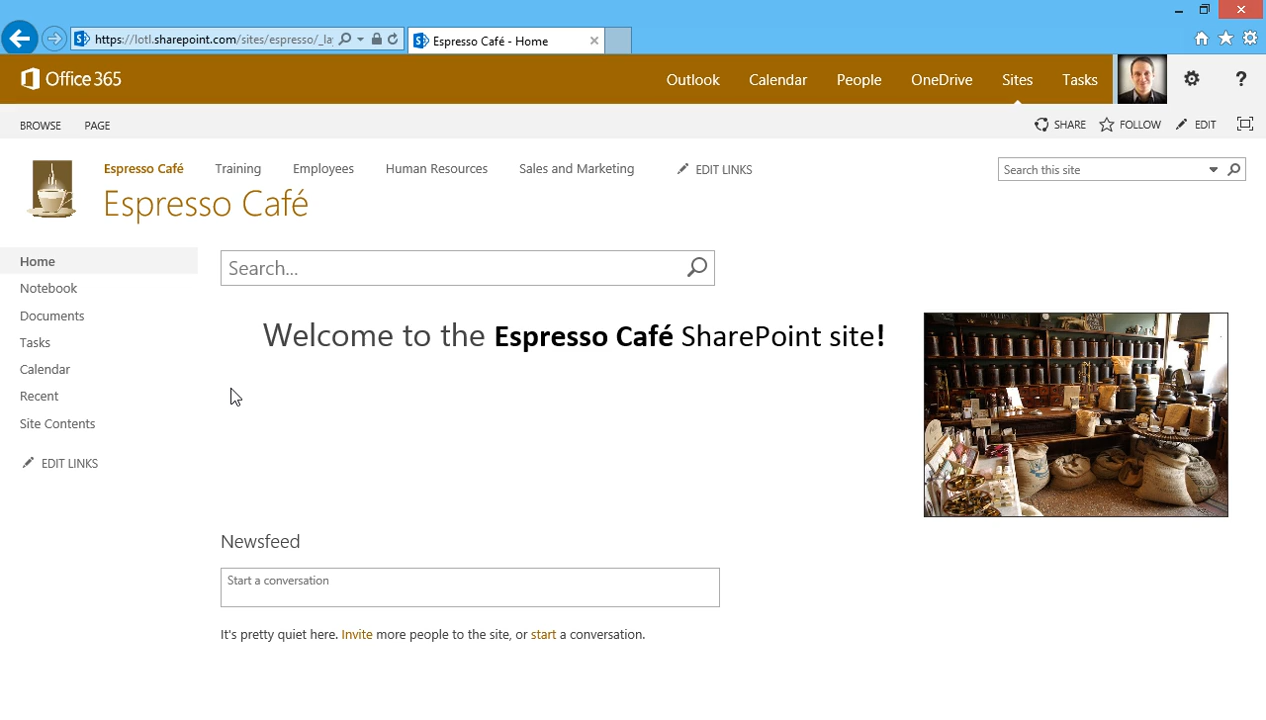 https://lotl.sharepoint.com/sites/espresso/_la
Espresso Café - Home
Office 365
Outlook Calendar People OneDrive Sites Tasks ?
BROWSE PAGE
SHARE FOLLOW EDIT
Espresso Café Training Employees Human Resources Sales and Marketing EDIT LINKS
Search this site
Espresso Café
Home
Notebook
Documents
Tasks
Calendar
Recent
Site Contents
EDIT LINKS
Search...
Welcome to the Espresso Café SharePoint site!
Newsfeed
Start a conversation
It's pretty quiet here. Invite more people to the site, or start a conversation.